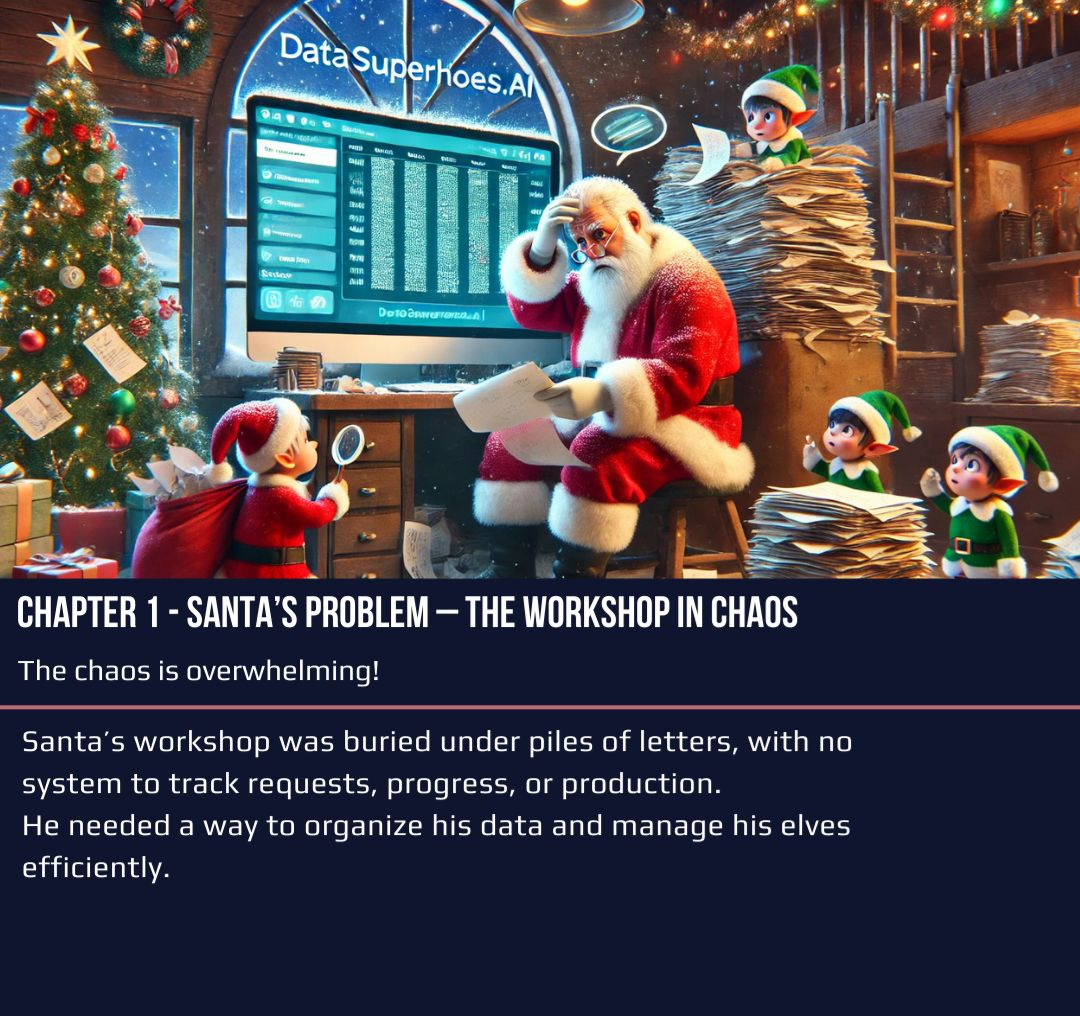 DataSuperhoes.AI
CHAPTER 1 - SANTA’S PROBLEM – THE WORKSHOP IN CHAOS
The chaos is overwhelming!
Santa’s workshop was buried under piles of letters, with no
system to track requests, progress, or production.
He needed a way to organize his data and manage his elves
efficiently.